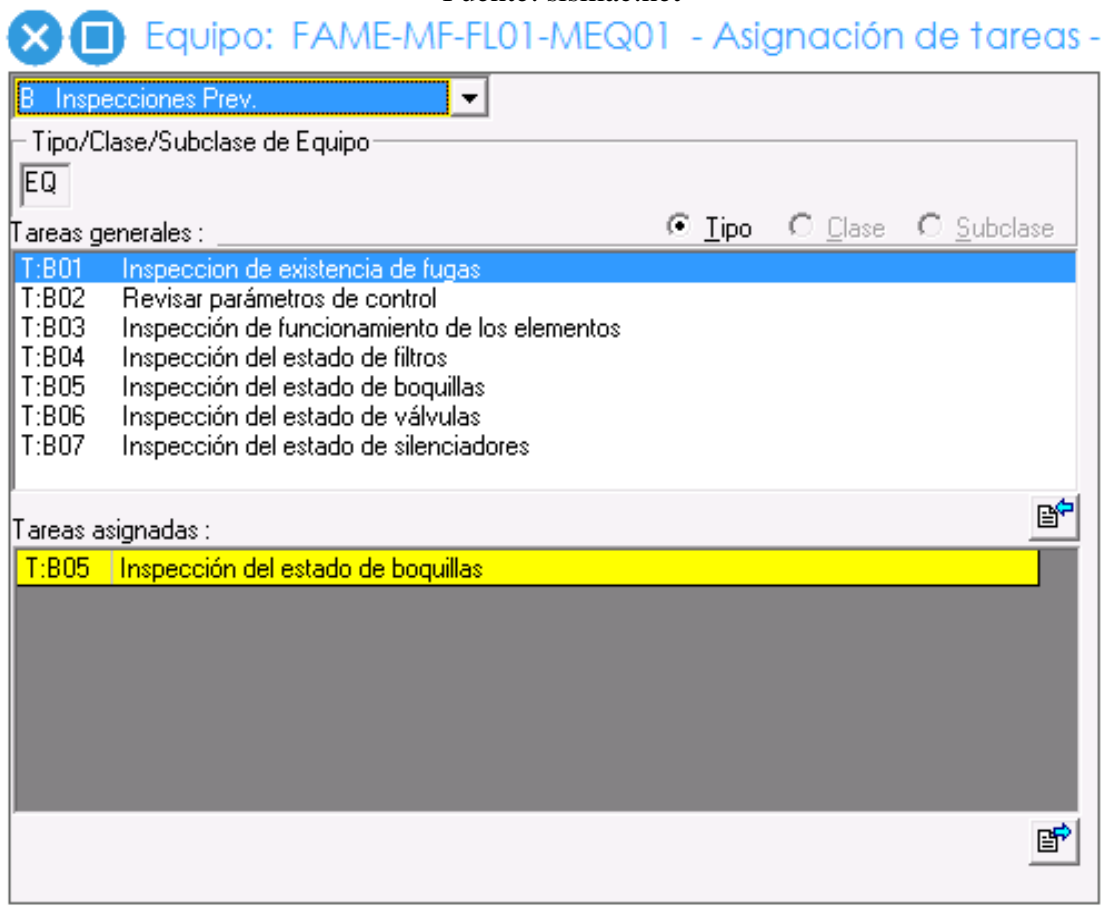 Fuente: sismac.net
Equipo: FAME-MF-FL01-MEQ01 - Asignación de tareas -
B Inspecciones Prev.
Tipo/Clase/Subclase de Equipo
EQ
Tareas generales : Tipo Clase Subclase
T:B01 Inspeccion de existencia de fugas
T:B02 Revisar parámetros de control
T:B03 Inspección de funcionamiento de los elementos
T:B04 Inspección del estado de filtros
T:B05 Inspección del estado de boquillas
T:B06 Inspección del estado de válvulas
T:B07 Inspección del estado de silenciadores
Tareas asignadas :
T:B05 Inspección del estado de boquillas